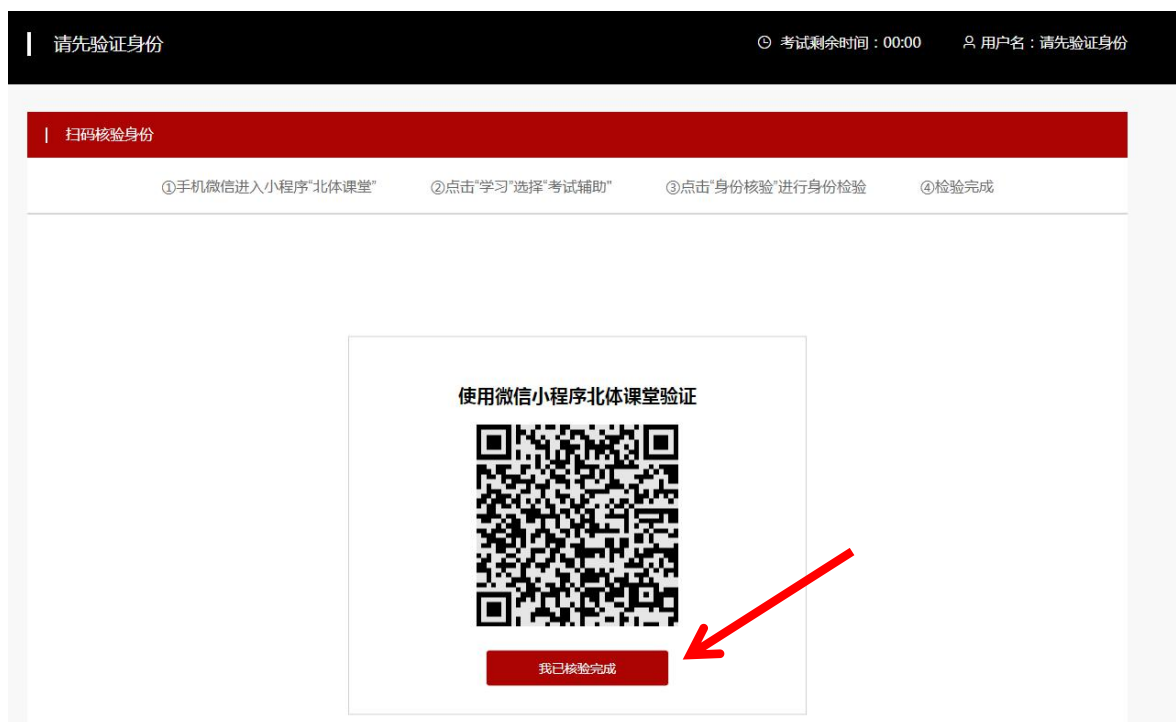 请先验证身份
考试剩余时间：00:00 用户名：请先验证身份
扫码核验身份
①手机微信进入小程序“北体课堂” ②点击“学习”选择“考试辅助” ③点击“身份核验”进行身份检验 ④检验完成
使用微信小程序北体课堂验证
我已核验完成